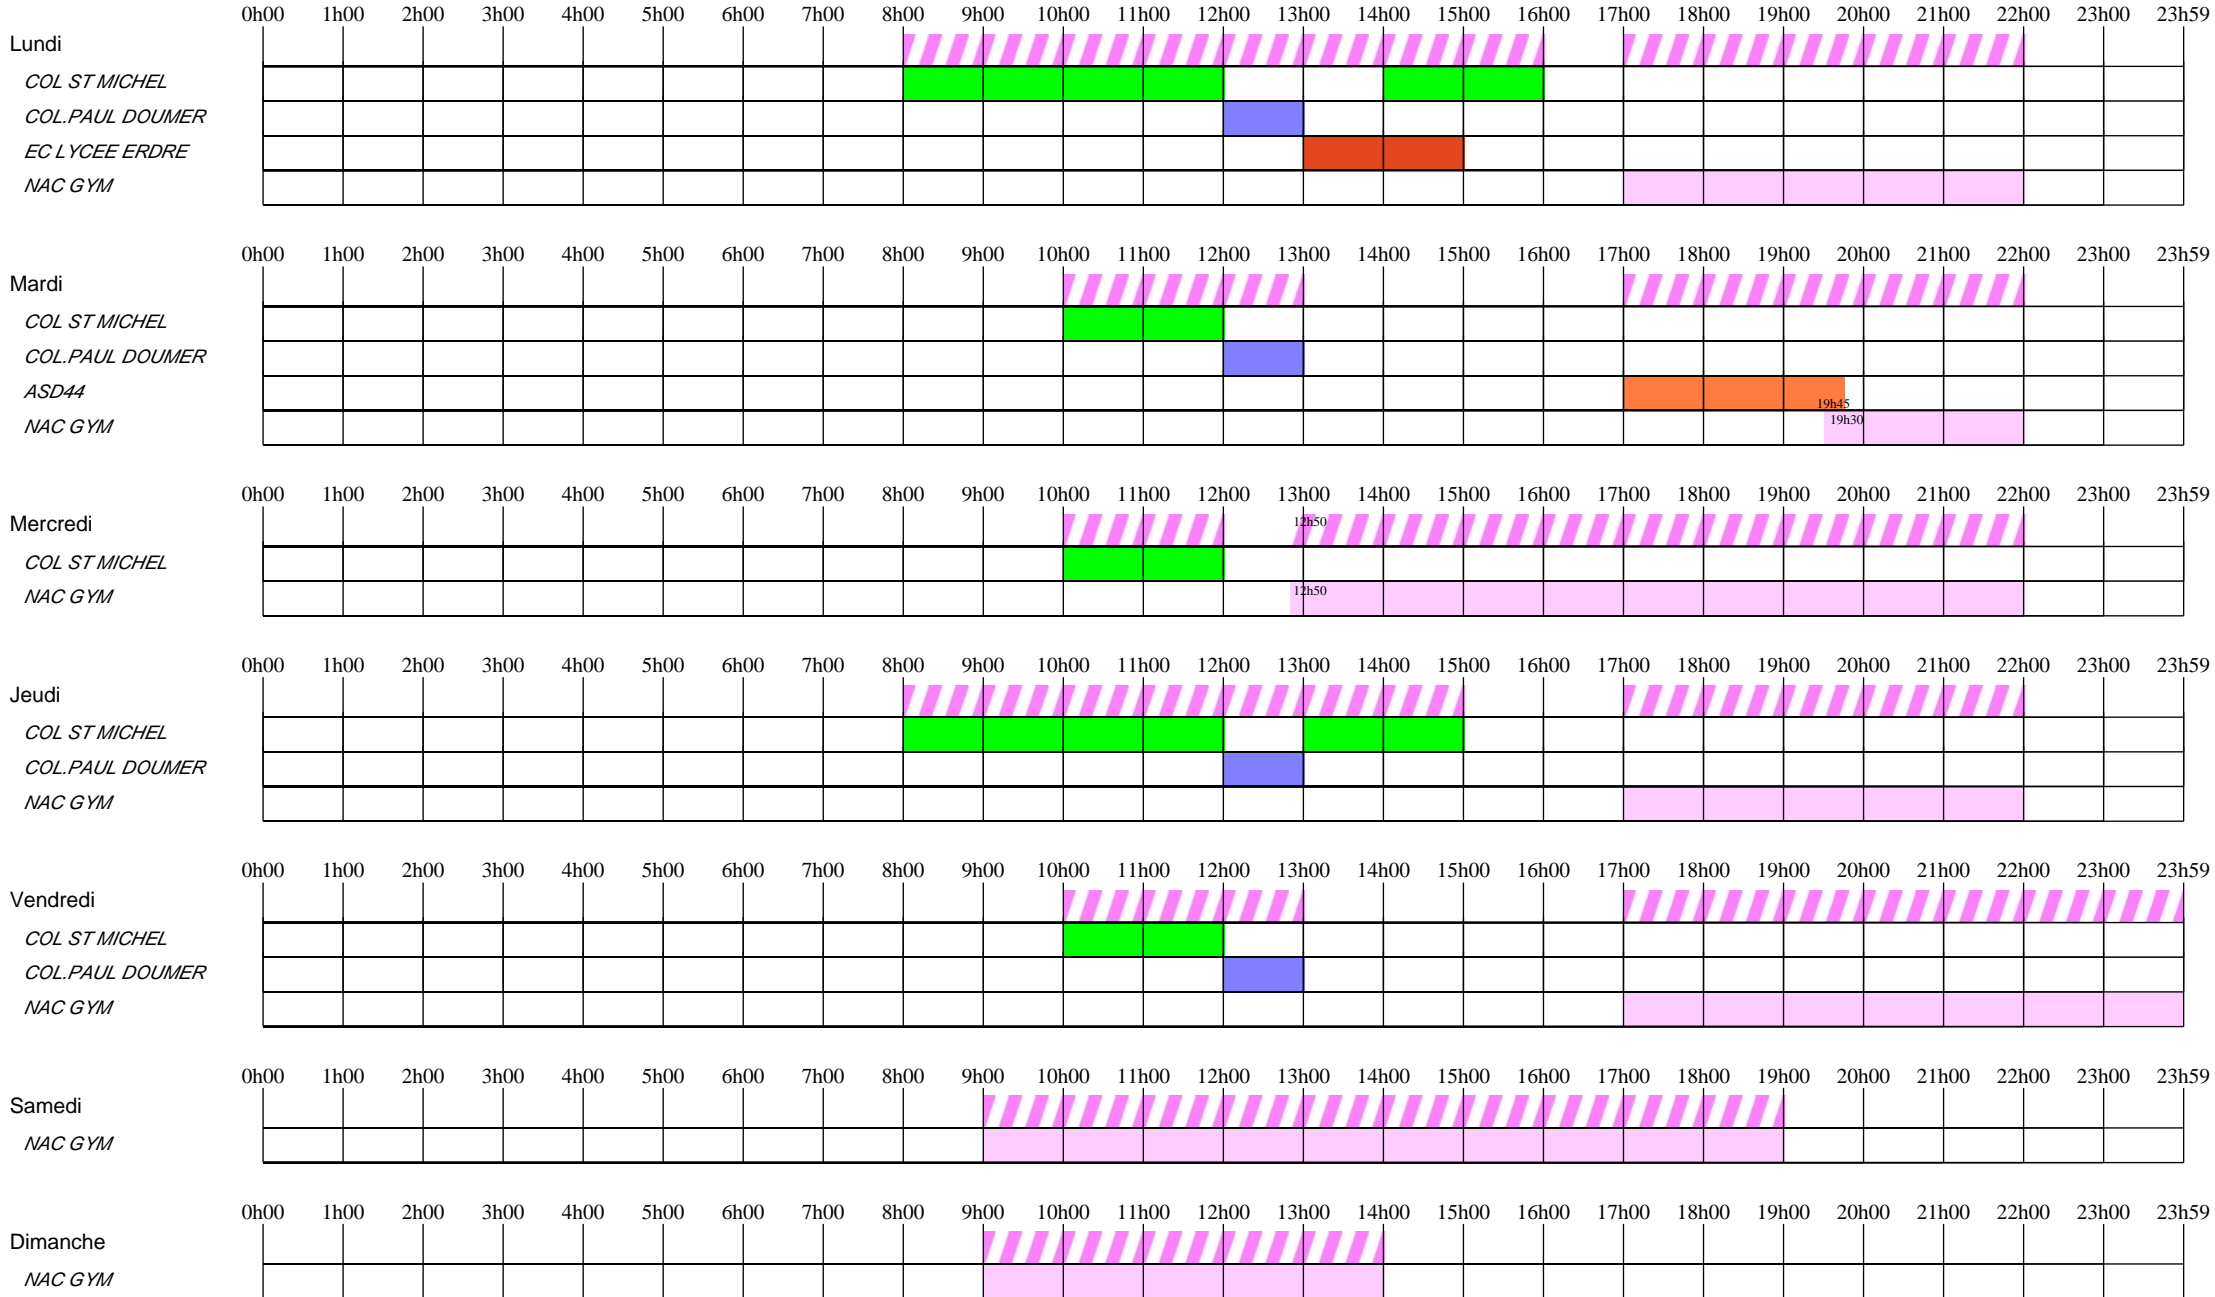 0h00 1h00 2h00 3h00 4h00 5h00 6h00 7h00 8h00 9h00 10h00 11h00 12h00 13h00 14h00 15h00 16h00 17h00 18h00 19h00 20h00 21h00 22h00 23h00 23h59
Lundi
COL ST MICHEL
COL.PAUL DOUMER
EC LYCEE ERDRE
NAC GYM
0h00 1h00 2h00 3h00 4h00 5h00 6h00 7h00 8h00 9h00 10h00 11h00 12h00 13h00 14h00 15h00 16h00 17h00 18h00 19h00 20h00 21h00 22h00 23h00 23h59
Mardi
COL ST MICHEL
COL.PAUL DOUMER
ASD44
19h45
NAC GYM 19h30
0h00 1h00 2h00 3h00 4h00 5h00 6h00 7h00 8h00 9h00 10h00 11h00 12h00 13h00 14h00 15h00 16h00 17h00 18h00 19h00 20h00 21h00 22h00 23h00 23h59
Mercredi 12h50
COL ST MICHEL
NAC GYM 12h50
0h00 1h00 2h00 3h00 4h00 5h00 6h00 7h00 8h00 9h00 10h00 11h00 12h00 13h00 14h00 15h00 16h00 17h00 18h00 19h00 20h00 21h00 22h00 23h00 23h59
Jeudi
COL ST MICHEL
COL.PAUL DOUMER
NAC GYM
0h00 1h00 2h00 3h00 4h00 5h00 6h00 7h00 8h00 9h00 10h00 11h00 12h00 13h00 14h00 15h00 16h00 17h00 18h00 19h00 20h00 21h00 22h00 23h00 23h59
Vendredi
COL ST MICHEL
COL.PAUL DOUMER
NAC GYM
0h00 1h00 2h00 3h00 4h00 5h00 6h00 7h00 8h00 9h00 10h00 11h00 12h00 13h00 14h00 15h00 16h00 17h00 18h00 19h00 20h00 21h00 22h00 23h00 23h59
Samedi
NAC GYM
0h00 1h00 2h00 3h00 4h00 5h00 6h00 7h00 8h00 9h00 10h00 11h00 12h00 13h00 14h00 15h00 16h00 17h00 18h00 19h00 20h00 21h00 22h00 23h00 23h59
Dimanche
NAC GYM